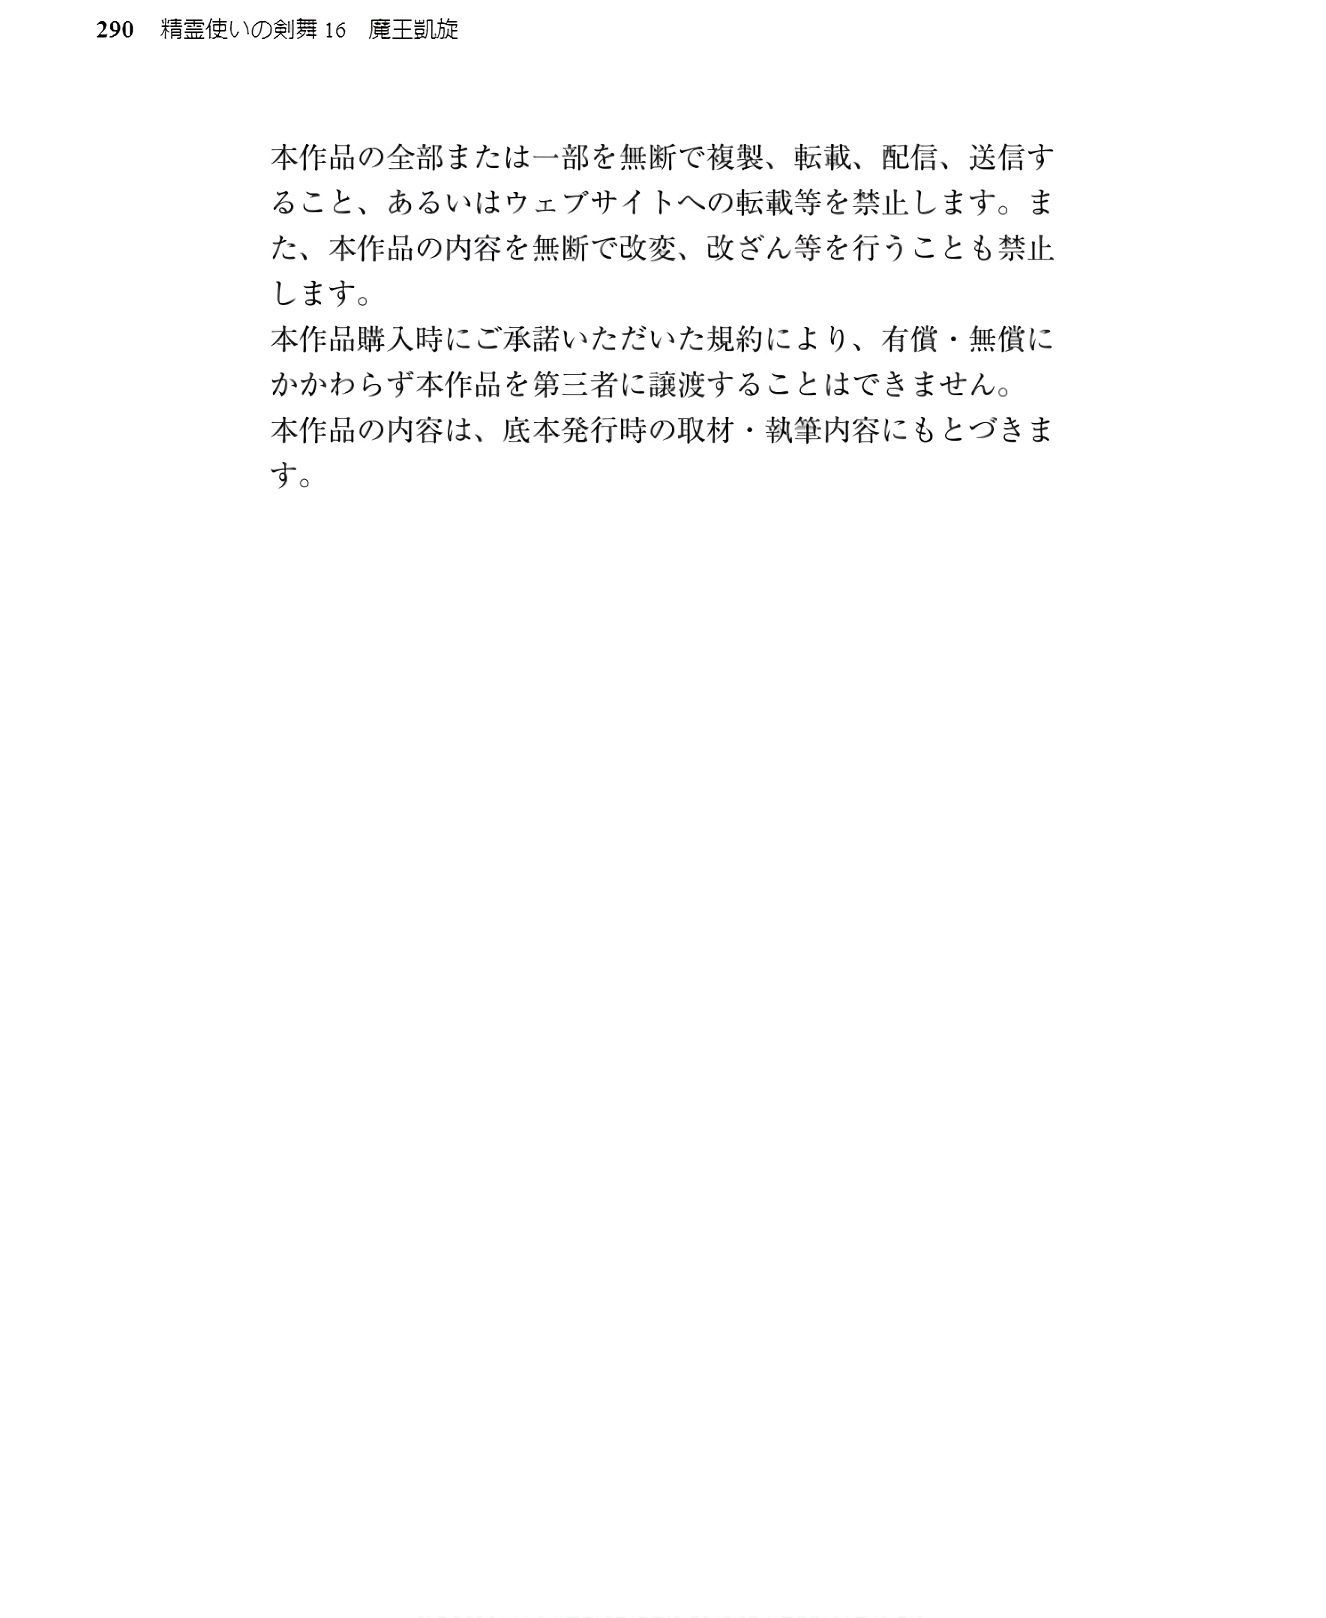 290 精霊使いの剣舞 16 魔王凱旋
本作品の全部または一部を無断で複製、転載、配信、送信す
ること、あるいはウェブサイトへの転載等を禁止します。ま
た、本作品の内容を無断で改変、改ざん等を行うことも禁止
します。
本作品購入時にご承諾いただいた規約により、有償・無償に
かかわらず本作品を第三者に譲渡することはできません。
本作品の内容は、底本発行時の取材・執筆内容にもとづきま
す。